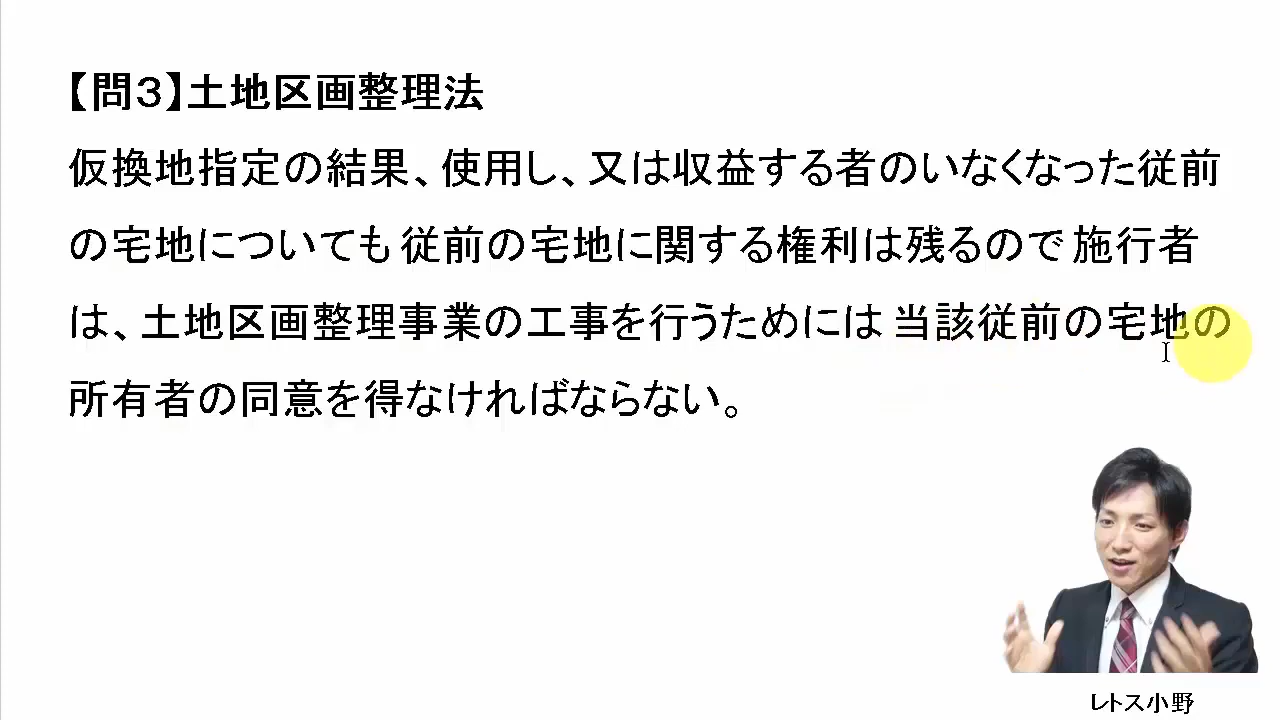 【問３】土地区画整理法
仮換地指定の結果、使用し、又は収益する者のいなくなった従前
の宅地についても従前の宅地に関する権利は残るので施行者
は、土地区画整理事業の工事を行うためには当該従前の宅地の
所有者の同意を得なければならない。
レトス小野